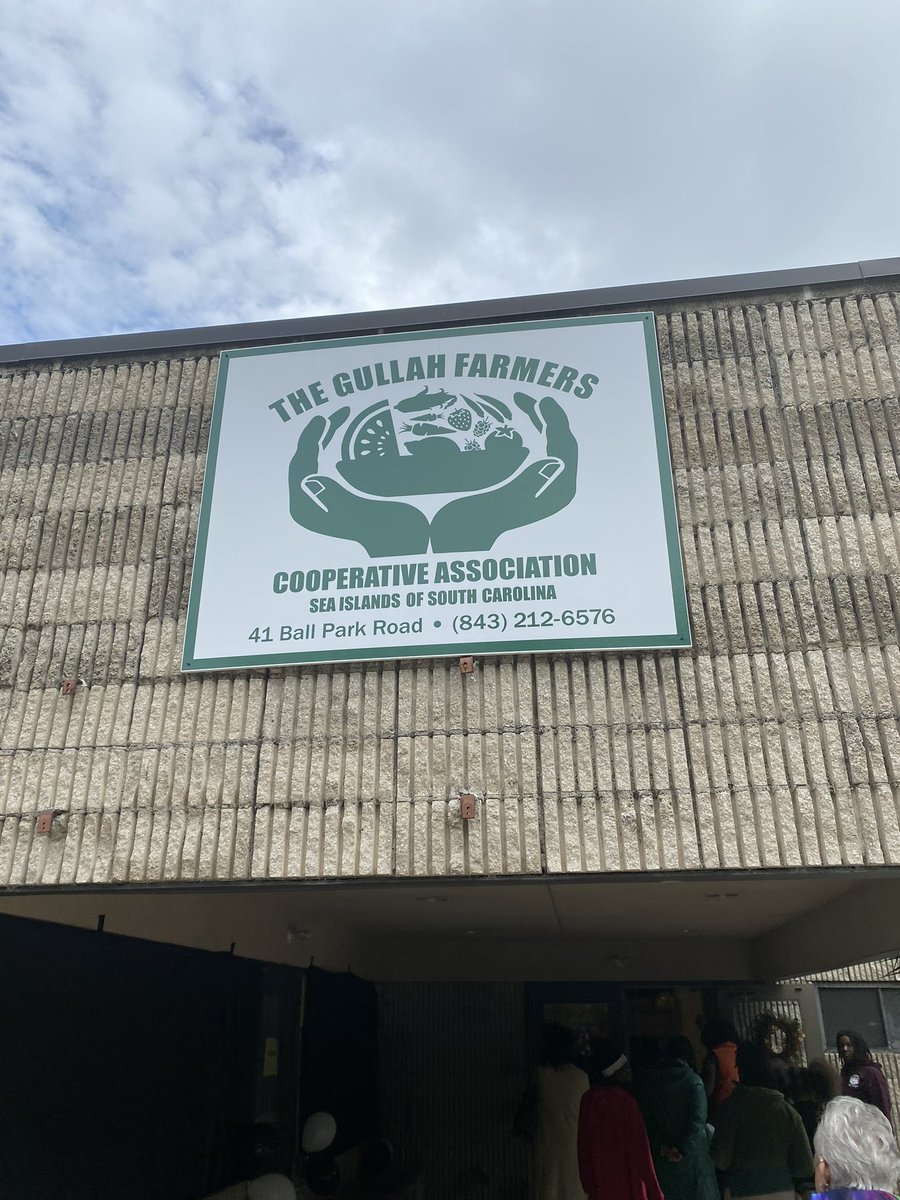 THE GULLAH FARMERS
COOPERATIVE ASSOCIATION
SEA ISLANDS OF SOUTH CAROLINA
41 Ball Park Road • (843) 212-6576